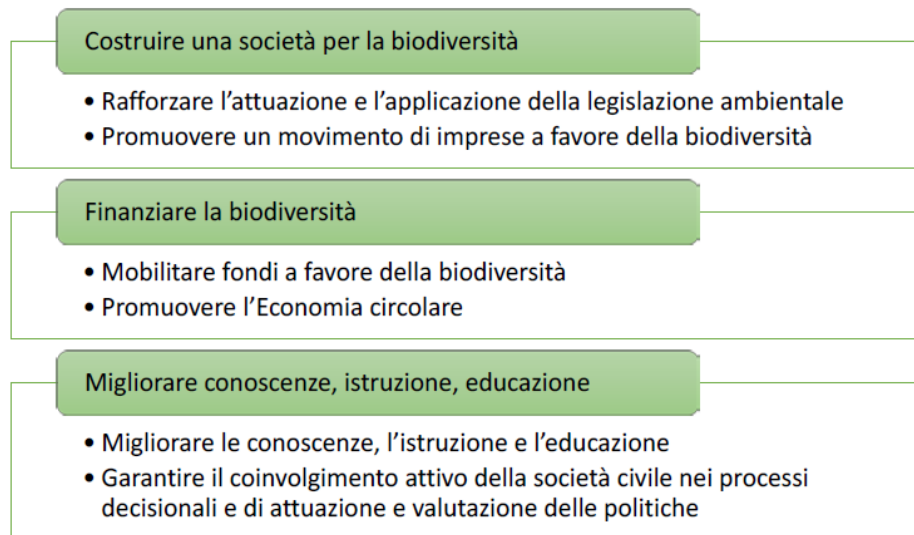 Costruire una società per la biodiversità
• Rafforzare l’attuazione e l’applicazione della legislazione ambientale
• Promuovere un movimento di imprese a favore della biodiversità
Finanziare la biodiversità
• Mobilitare fondi a favore della biodiversità
• Promuovere l’Economia circolare
Migliorare conoscenze, istruzione, educazione
• Migliorare le conoscenze, l’istruzione e l’educazione
• Garantire il coinvolgimento attivo della società civile nei processi
decisionali e di attuazione e valutazione delle politiche